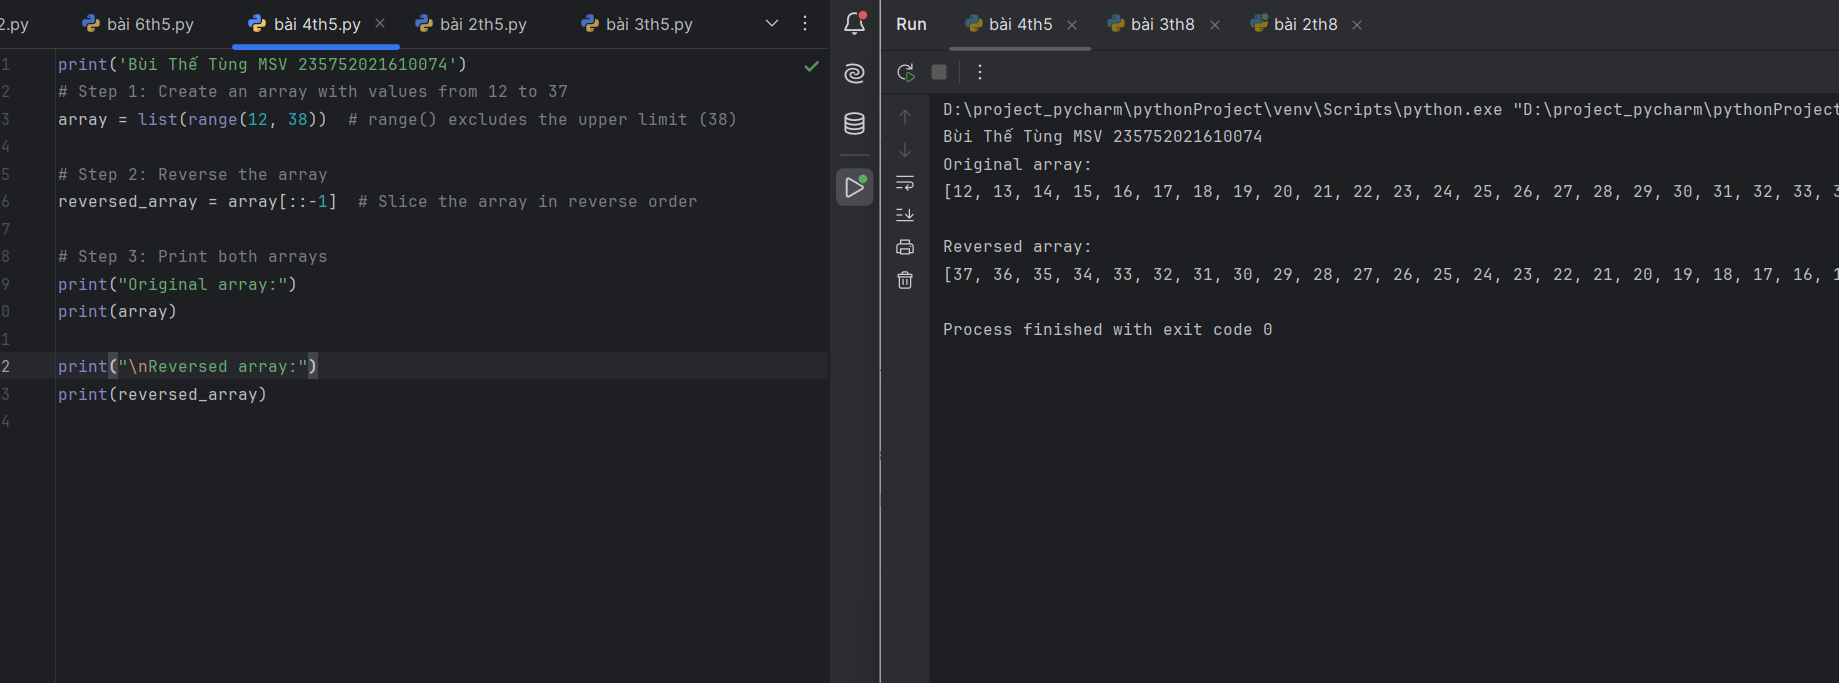 2.py
bài 6th5.py
bài 4th5.py
bài 2th5.py
bài 3th5.py
1 print('Bùi Thế Tùng MSV 235752021610074')
2 # Step 1: Create an array with values from 12 to 37
3 array = list(range(12, 38))  # range() excludes the upper limit (38)
4
5 # Step 2: Reverse the array
6 reversed_array = array[::-1]  # Slice the array in reverse order
7
8 # Step 3: Print both arrays
9 print("Original array:")
0 print(array)
1
2 print("\nReversed array:")
3 print(reversed_array)
4
Run
bài 4th5
bài 3th8
bài 2th8
D:\project_pycharm\pythonProject\venv\Scripts\python.exe "D:\project_pycharm\pythonProject
Bùi Thế Tùng MSV 235752021610074
Original array:
[12, 13, 14, 15, 16, 17, 18, 19, 20, 21, 22, 23, 24, 25, 26, 27, 28, 29, 30, 31, 32, 33, 3
Reversed array:
[37, 36, 35, 34, 33, 32, 31, 30, 29, 28, 27, 26, 25, 24, 23, 22, 21, 20, 19, 18, 17, 16, 1
Process finished with exit code 0